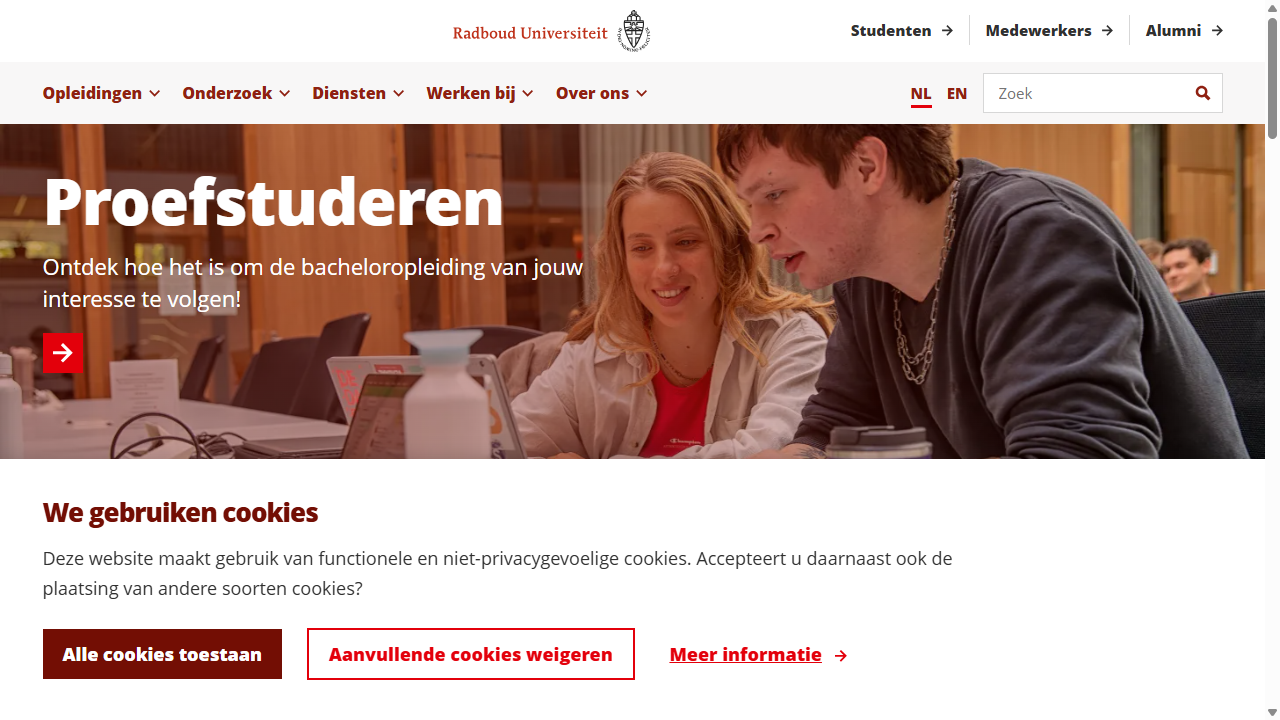 Radboud Universiteit
Studenten
Medewerkers
Alumni
Opleidingen
Onderzoek
Diensten
Werken bij
Over ons
NL
EN
Zoek
Proefstuderen
Ontdek hoe het is om de bacheloropleiding van jouw
interesse te volgen!
We gebruiken cookies
Deze website maakt gebruik van functionele en niet-privacygevoelige cookies. Accepteert u daarnaast ook de
plaatsing van andere soorten cookies?
Alle cookies toestaan
Aanvullende cookies weigeren
Meer informatie